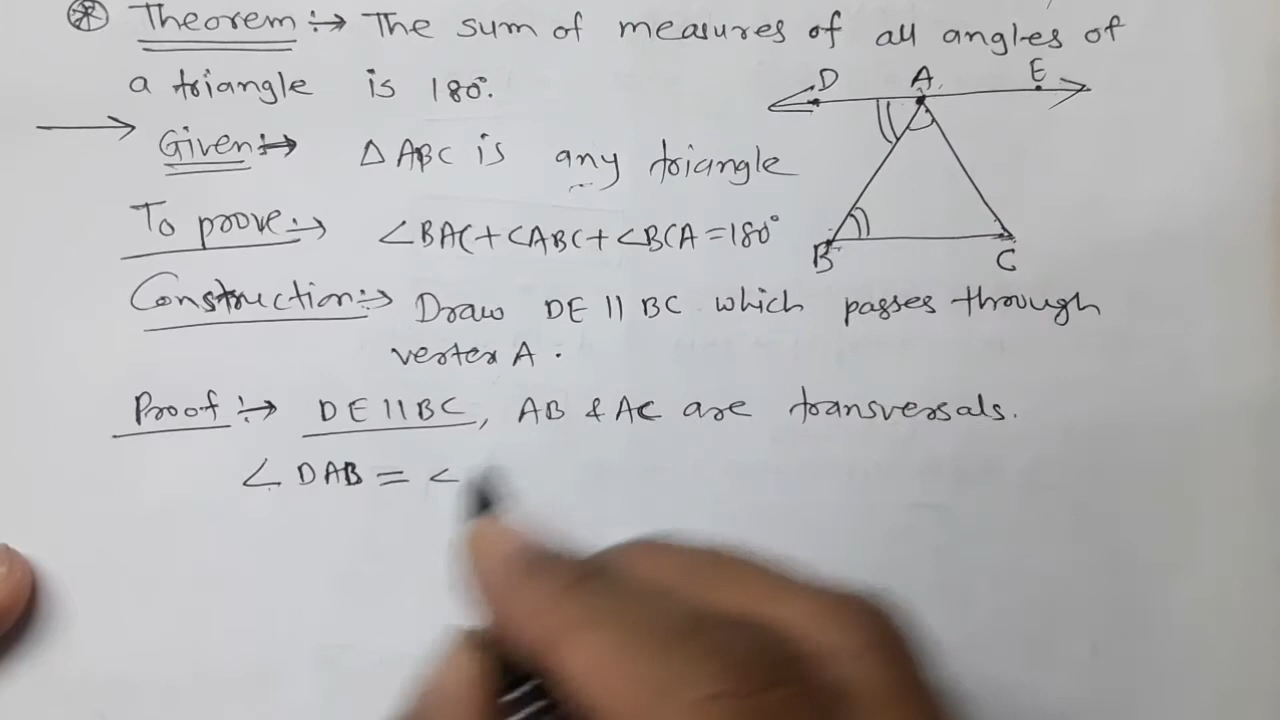 ⊛ Theorem :→ The sum of measures of all angles of
a triangle is 180°.
D A E
→ Given :→ △ABC is any triangle
To prove :→ ∠BAC+∠ABC+∠BCA=180°
B C
Construction :→ Draw DE || BC which passes through
vertex A.
Proof :→ DE||BC, AB & AC are transversals.
∠DAB = ∠